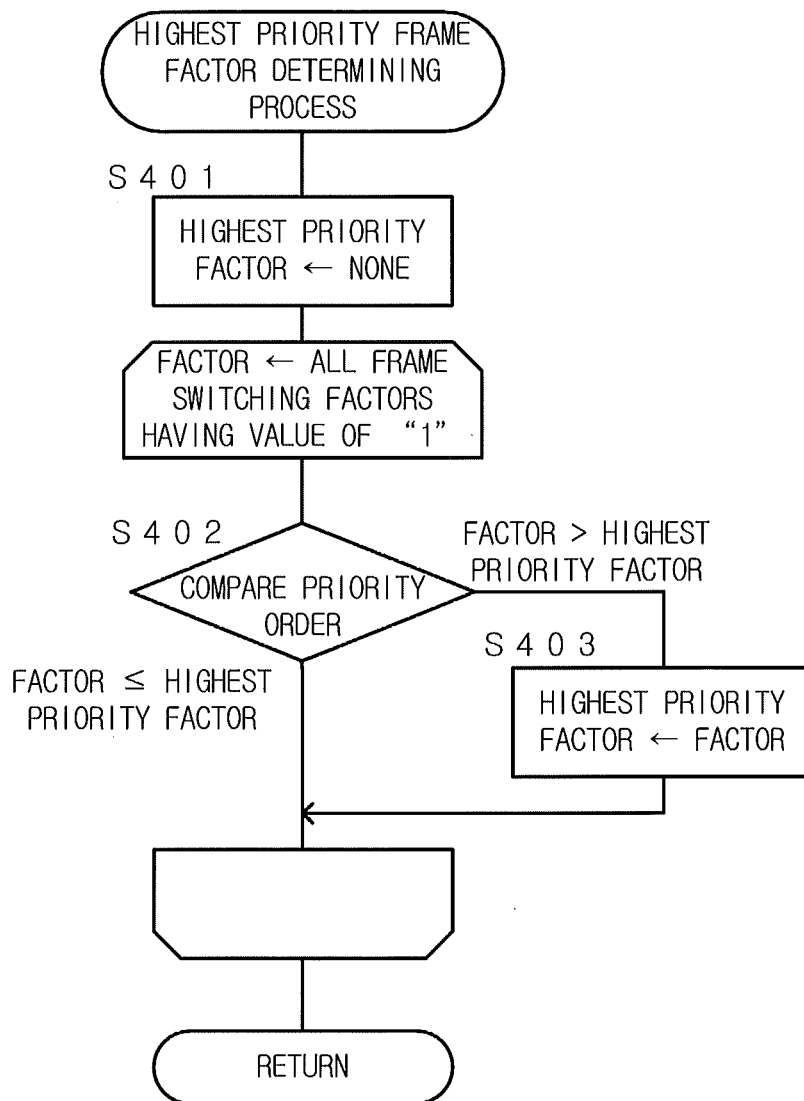 HIGHEST PRIORITY FRAME
FACTOR DETERMINING
PROCESS
S401
HIGHEST PRIORITY
FACTOR ← NONE
FACTOR ← ALL FRAME
SWITCHING FACTORS
HAVING VALUE OF “1”
S402
COMPARE PRIORITY
ORDER
FACTOR > HIGHEST
PRIORITY FACTOR
S403
HIGHEST PRIORITY
FACTOR ← FACTOR
FACTOR ≤ HIGHEST
PRIORITY FACTOR
RETURN